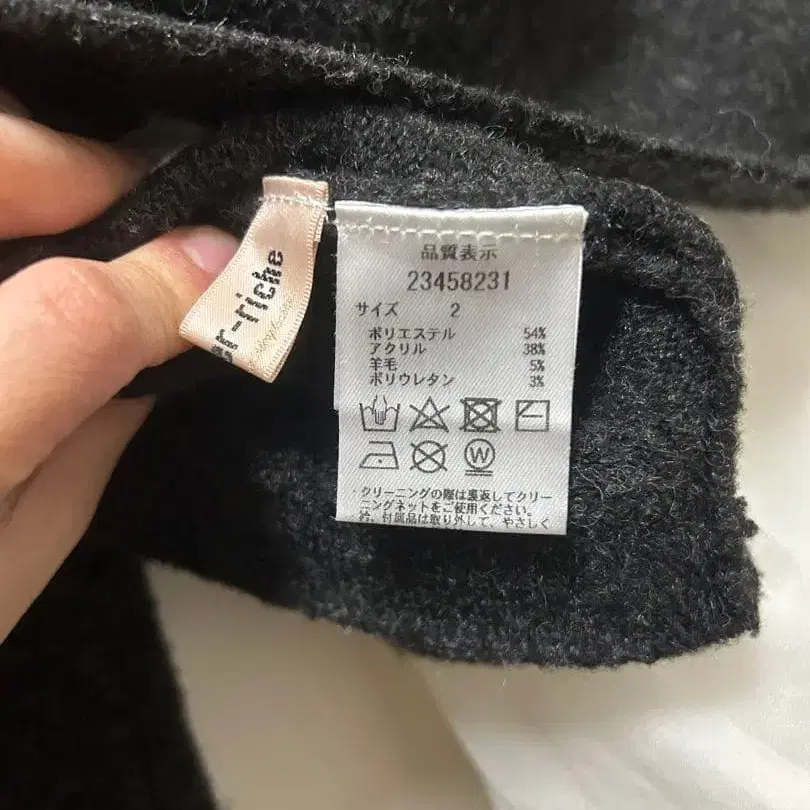 -riche
品質表示
23458231
サイズ 2
ポリエステル 54%
アクリル 38%
羊毛 5%
ポリウレタン 3%
W
・クリーニングの際は裏返してクリー
ニングネットをご使用ください。
尚、付属品は取り外して、やさしく